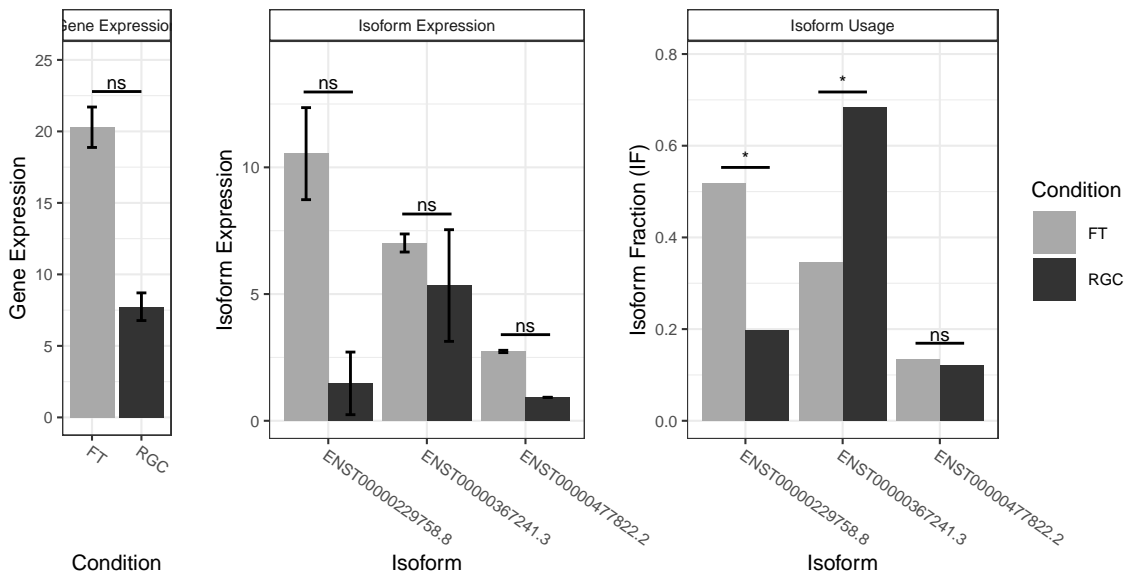 Gene Expression
Isoform Expression
Isoform Usage
Gene Expression
25
20
15
10
5
0
ns
FT
RGC
Condition
Isoform Expression
10
5
0
ns
ns
ns
ENST00000229758.8
ENST00000367241.3
ENST00000477822.2
Isoform
Isoform Fraction (IF)
0.8
0.6
0.4
0.2
0.0
*
*
ns
ENST00000229758.8
ENST00000367241.3
ENST00000477822.2
Isoform
Condition
FT
RGC